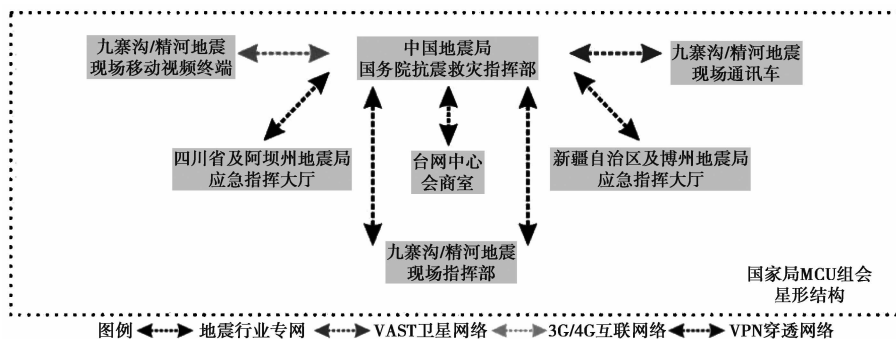 九寨沟/精河地震
现场移动视频终端
中国地震局
国务院抗震救灾指挥部
九寨沟/精河地震
现场通讯车
四川省及阿坝州地震局
应急指挥大厅
台网中心
会商室
新疆自治区及博州地震局
应急指挥大厅
九寨沟/精河地震
现场指挥部
国家局MCU组会
星形结构
图例 地震行业专网 VAST卫星网络 3G/4G互联网络 VPN穿透网络